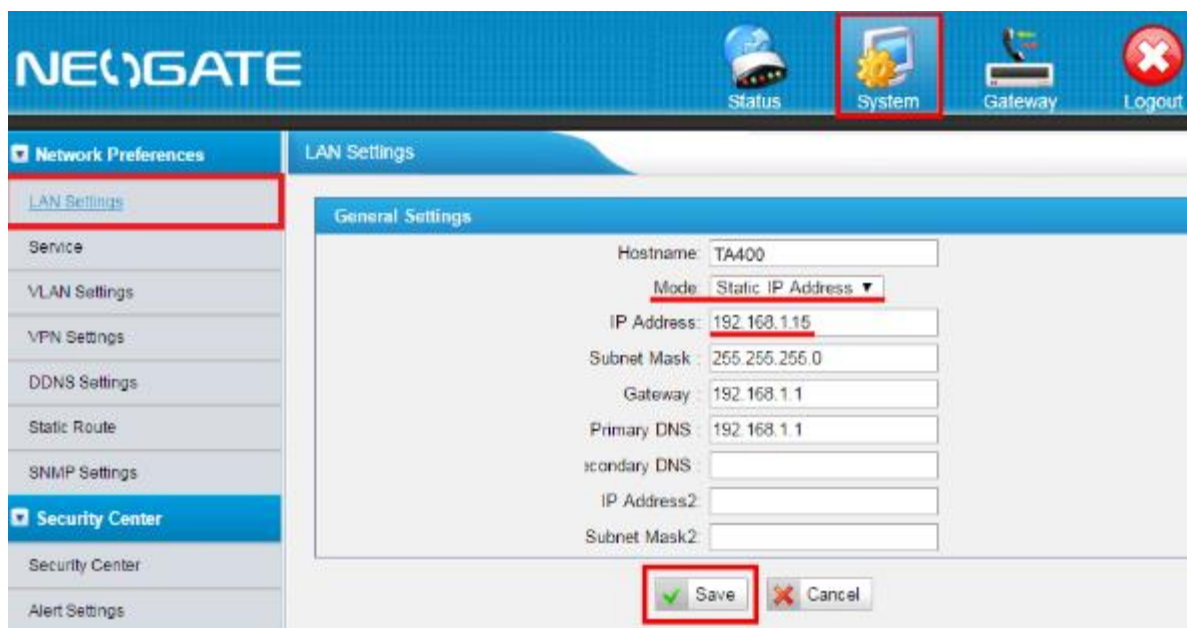 NEOGATE
Status
System
Gateway
Logout
Network Preferences
LAN Settings
Service
VLAN Settings
VPN Settings
DDNS Settings
Static Route
SNMP Settings
Security Center
Security Center
Alert Settings
LAN Settings
General Settings
Hostname: TA400
Mode: Static IP Address ▼
IP Address: 192.168.1.15
Subnet Mask : 255.255.255.0
Gateway : 192.168.1.1
Primary DNS : 192.168.1.1
econdary DNS :
IP Address2:
Subnet Mask2:
Save
Cancel